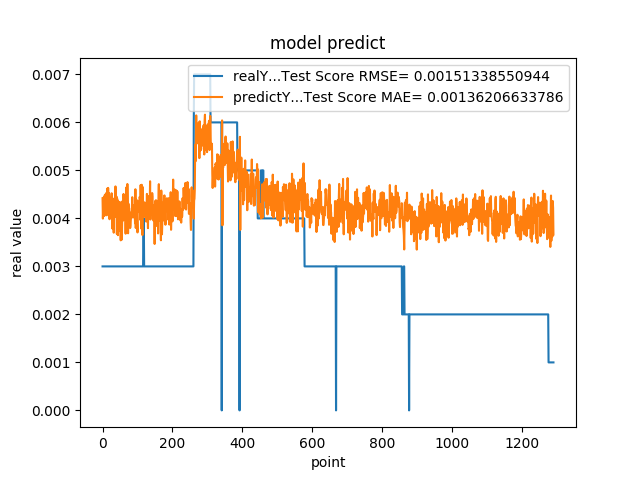 model predict
realY...Test Score RMSE= 0.00151338550944
predictY...Test Score MAE= 0.00136206633786
0.007
0.006
0.005
0.004
0.003
0.002
0.001
0.000
real value
0 200 400 600 800 1000 1200
point